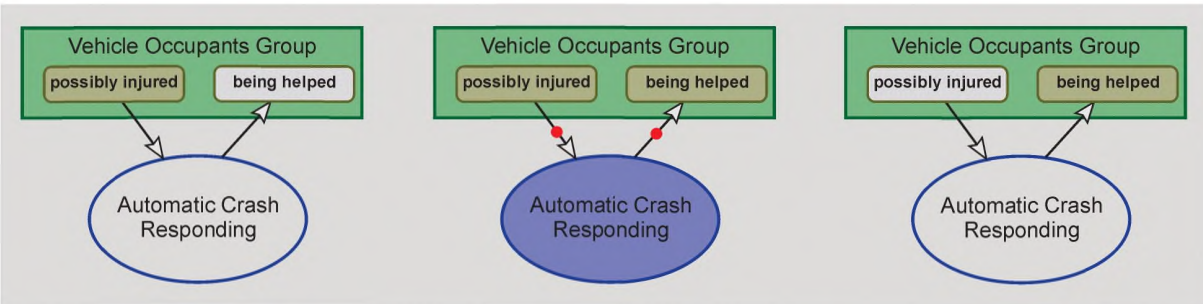 Vehicle Occupants Group
possibly injured
being helped
Automatic Crash
Responding
Vehicle Occupants Group
possibly injured
being helped
Automatic Crash
Responding
Vehicle Occupants Group
possibly injured
being helped
Automatic Crash
Responding